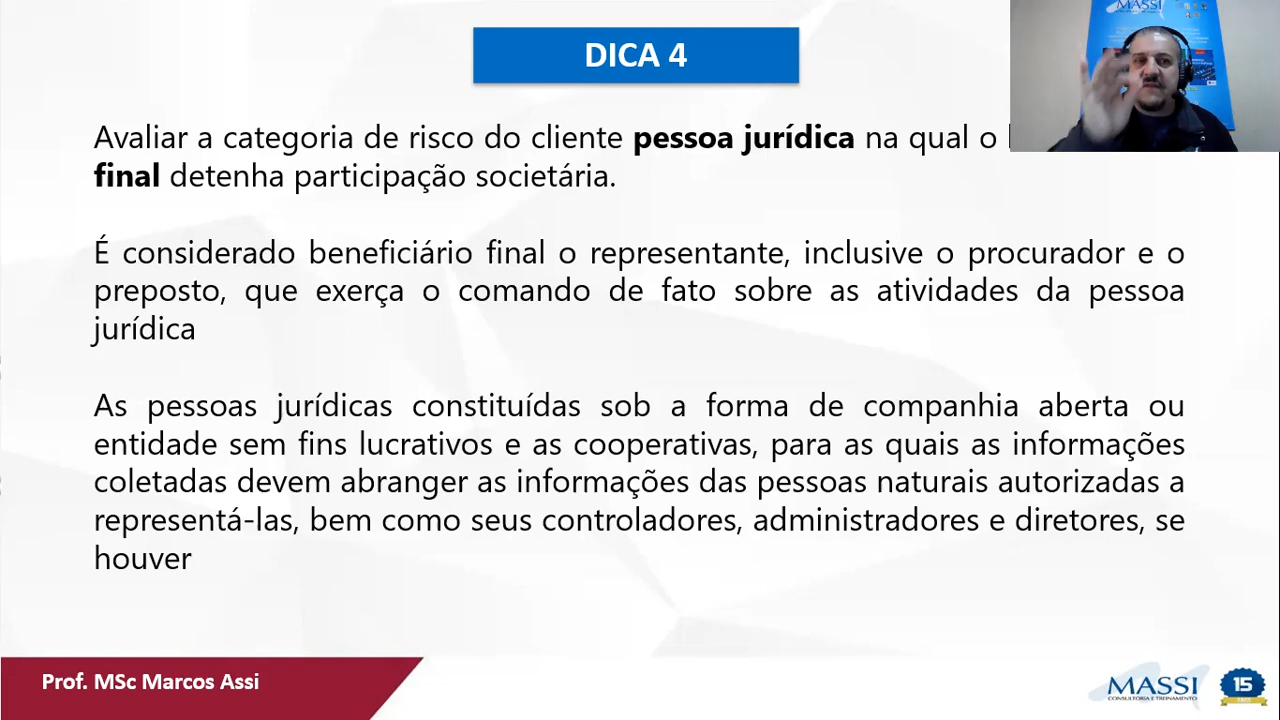 DICA 4
MASSI
Avaliar a categoria de risco do cliente pessoa jurídica na qual o
final detenha participação societária.
É considerado beneficiário final o representante, inclusive o procurador e o
preposto, que exerça o comando de fato sobre as atividades da pessoa
jurídica
As pessoas jurídicas constituídas sob a forma de companhia aberta ou
entidade sem fins lucrativos e as cooperativas, para as quais as informações
coletadas devem abranger as informações das pessoas naturais autorizadas a
representá-las, bem como seus controladores, administradores e diretores, se
houver
Prof. MSc Marcos Assi
MASSI
CONSULTORIA E TREINAMENTO
15